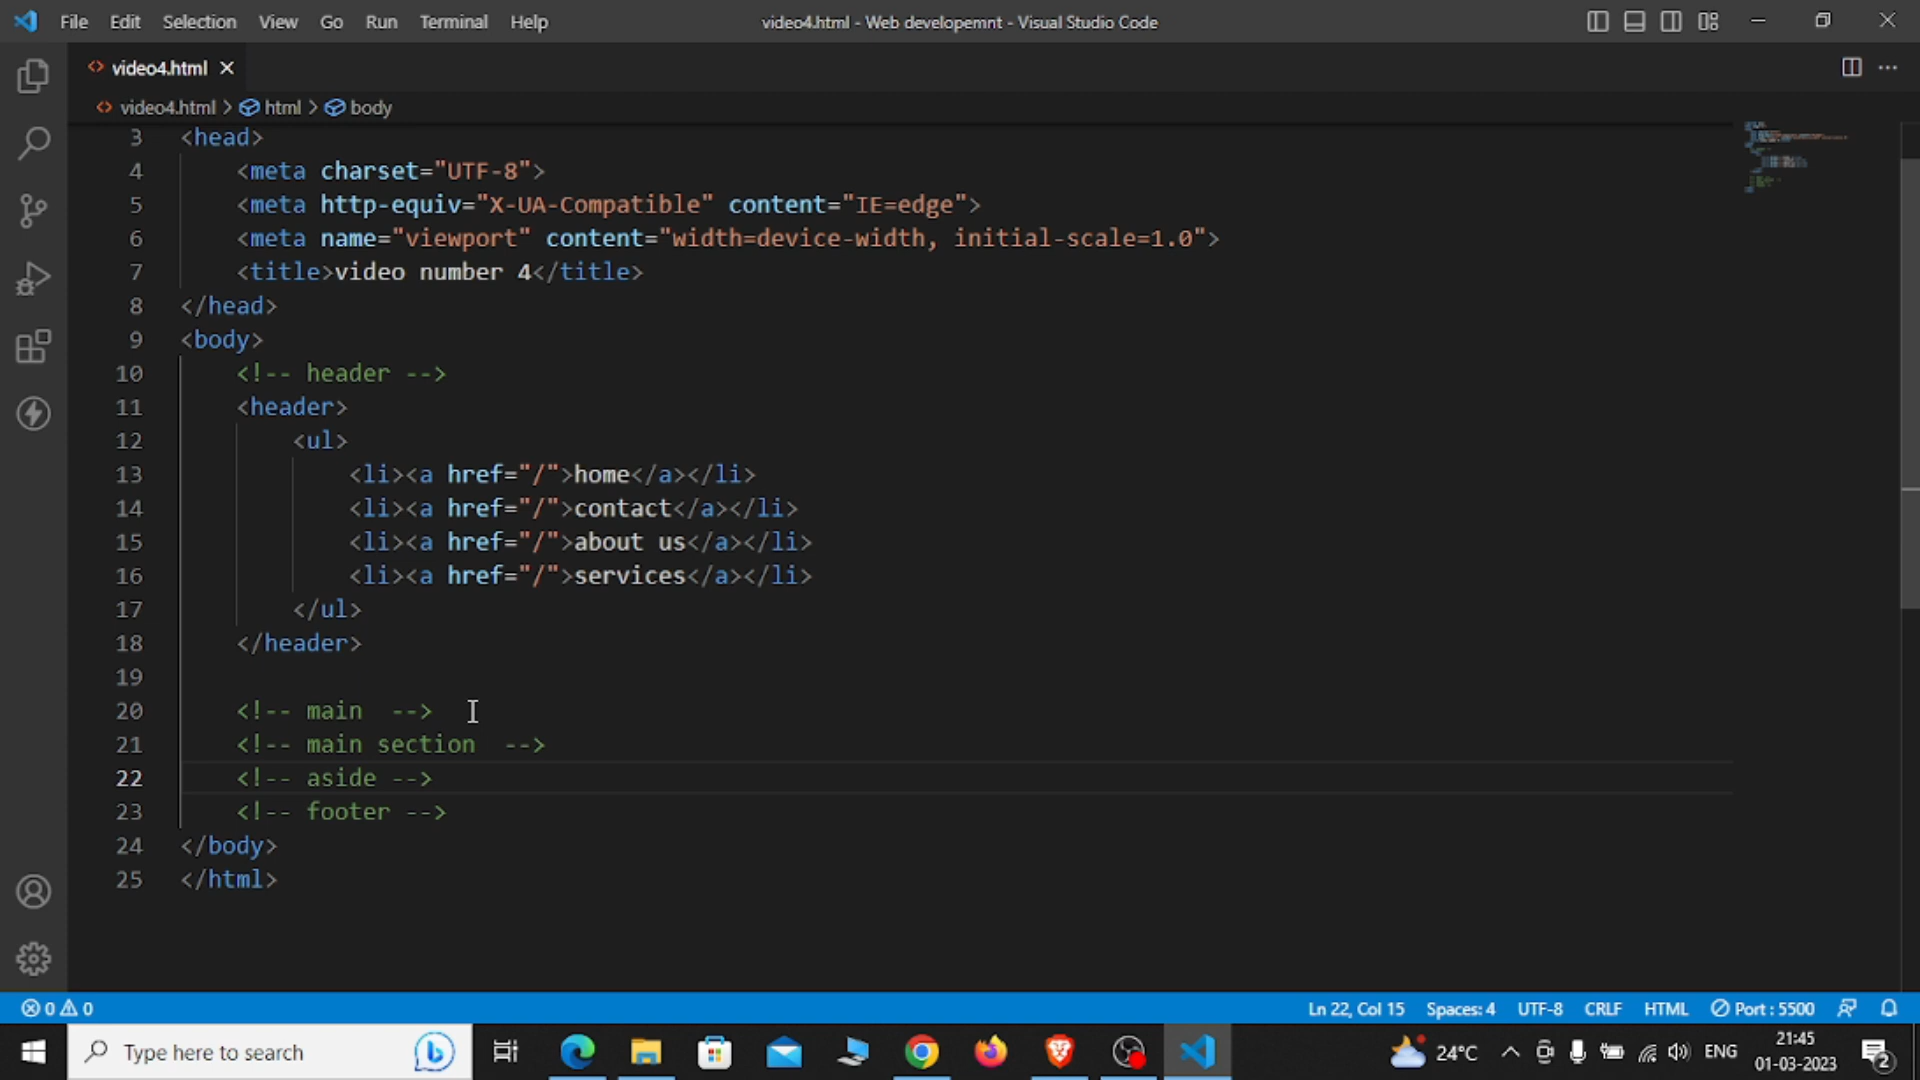 File Edit Selection View Go Run Terminal Help video4.html - Web developemnt - Visual Studio Code
video4.html
video4.html > html > body
3 <head>
4 <meta charset="UTF-8">
5 <meta http-equiv="X-UA-Compatible" content="IE=edge">
6 <meta name="viewport" content="width=device-width, initial-scale=1.0">
7 <title>video number 4</title>
8 </head>
9 <body>
10 <!-- header -->
11 <header>
12 <ul>
13 <li><a href="/">home</a></li>
14 <li><a href="/">contact</a></li>
15 <li><a href="/">about us</a></li>
16 <li><a href="/">services</a></li>
17 </ul>
18 </header>
19
20 <!-- main  -->
21 <!-- main section  -->
22 <!-- aside -->
23 <!-- footer -->
24 </body>
25 </html>
0 0 Ln 22, Col 15 Spaces: 4 UTF-8 CRLF HTML Port : 5500
Type here to search 24°C ENG 21:45
01-03-2023 2